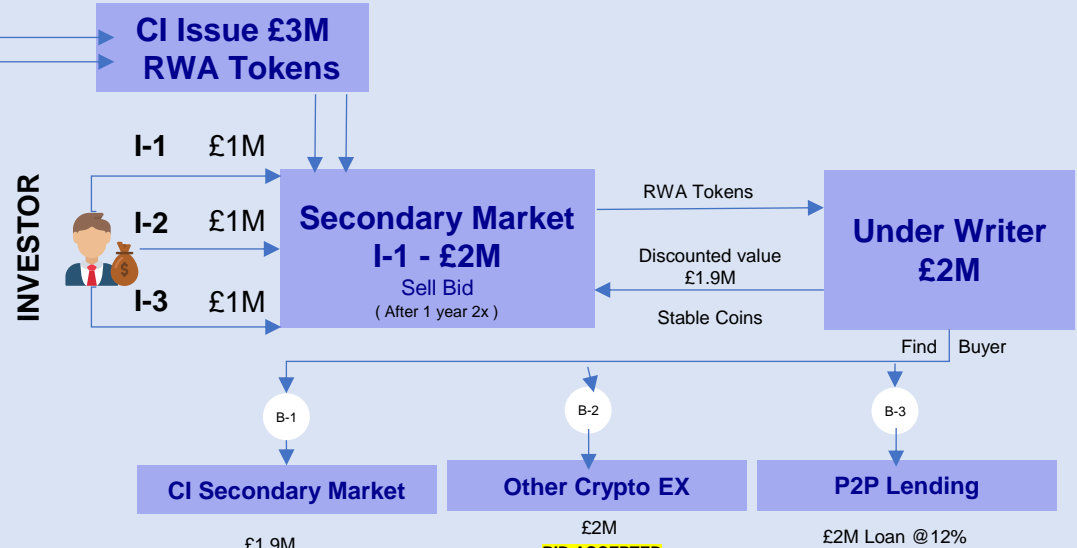 CI Issue £3M
RWA Tokens
INVESTOR
I-1 £1M
I-2 £1M
I-3 £1M
Secondary Market
I-1 - £2M
Sell Bid
( After 1 year 2x )
RWA Tokens
Discounted value
£1.9M
Stable Coins
Under Writer
£2M
Find Buyer
B-1
B-2
B-3
CI Secondary Market
Other Crypto EX
P2P Lending
£1.9M
£2M
BID ACCEPTED
£2M Loan @12%